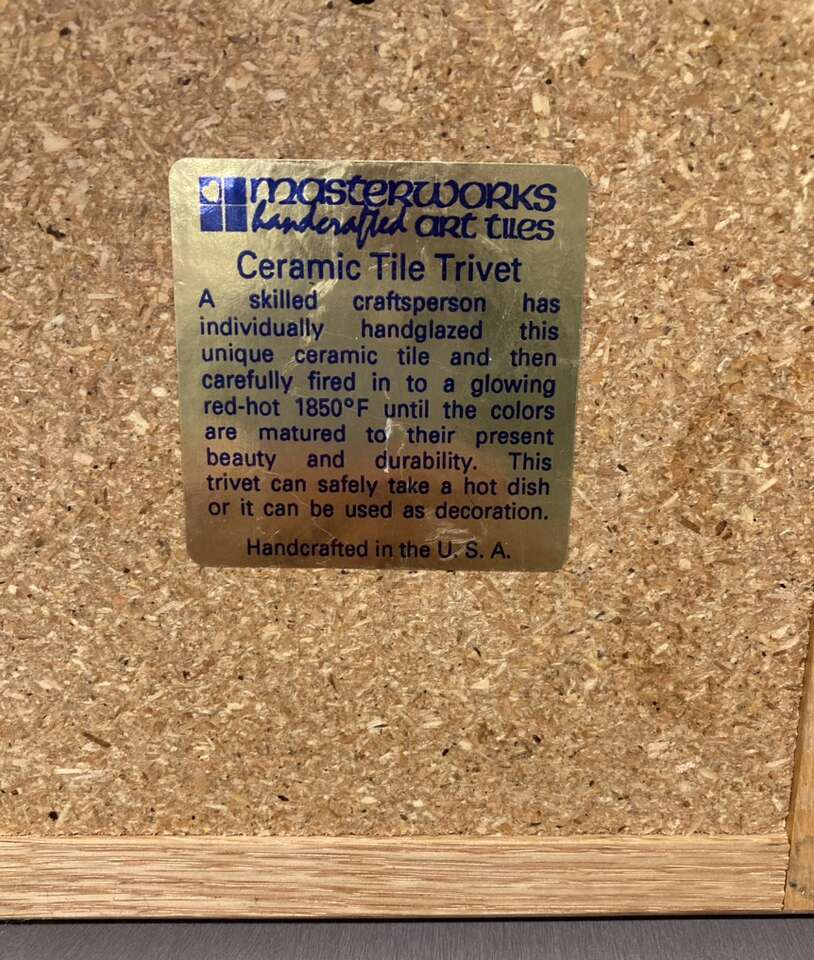 masterworks
handcrafted art tiles
Ceramic Tile Trivet
A skilled craftsperson has
individually handglazed this
unique ceramic tile and then
carefully fired in to a glowing
red-hot 1850°F until the colors
are matured to their present
beauty and durability. This
trivet can safely take a hot dish
or it can be used as decoration.
Handcrafted in the U. S. A.